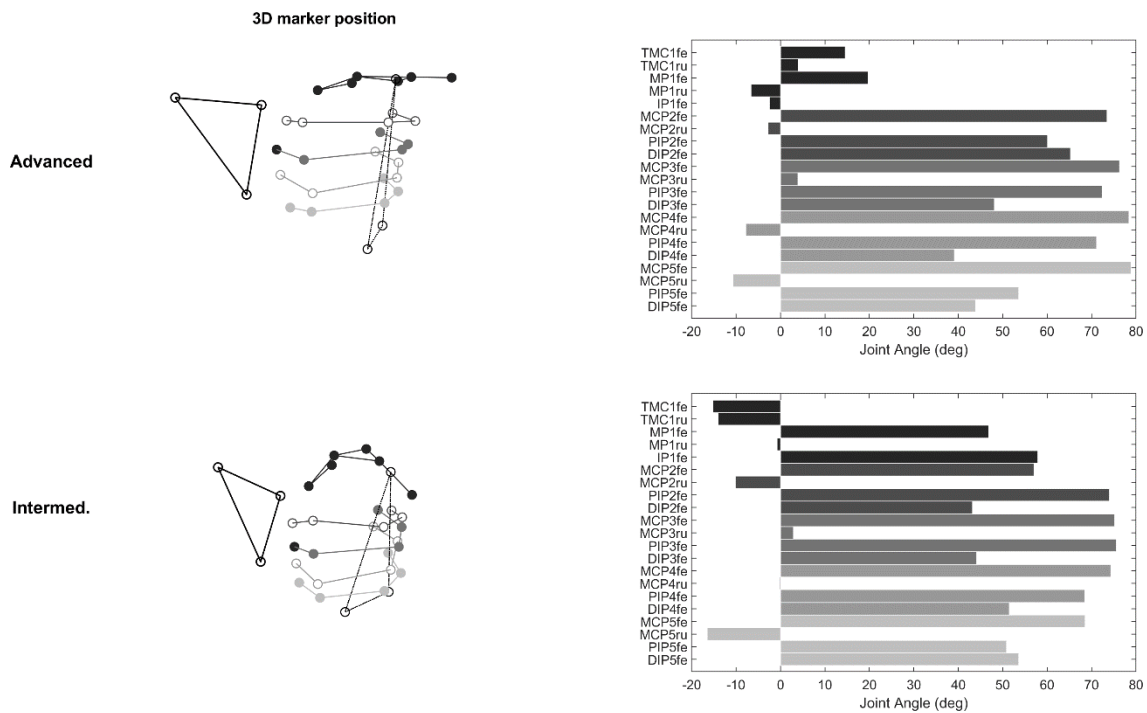 3D marker position
Advanced
TMC1fe
TMC1ru
MP1fe
MP1ru
IP1fe
MCP2fe
MCP2ru
PIP2fe
DIP2fe
MCP3fe
MCP3ru
PIP3fe
DIP3fe
MCP4fe
MCP4ru
PIP4fe
DIP4fe
MCP5fe
MCP5ru
PIP5fe
DIP5fe
-20 -10 0 10 20 30 40 50 60 70 80
Joint Angle (deg)
Intermed.
TMC1fe
TMC1ru
MP1fe
MP1ru
IP1fe
MCP2fe
MCP2ru
PIP2fe
DIP2fe
MCP3fe
MCP3ru
PIP3fe
DIP3fe
MCP4fe
MCP4ru
PIP4fe
DIP4fe
MCP5fe
MCP5ru
PIP5fe
DIP5fe
-20 -10 0 10 20 30 40 50 60 70 80
Joint Angle (deg)